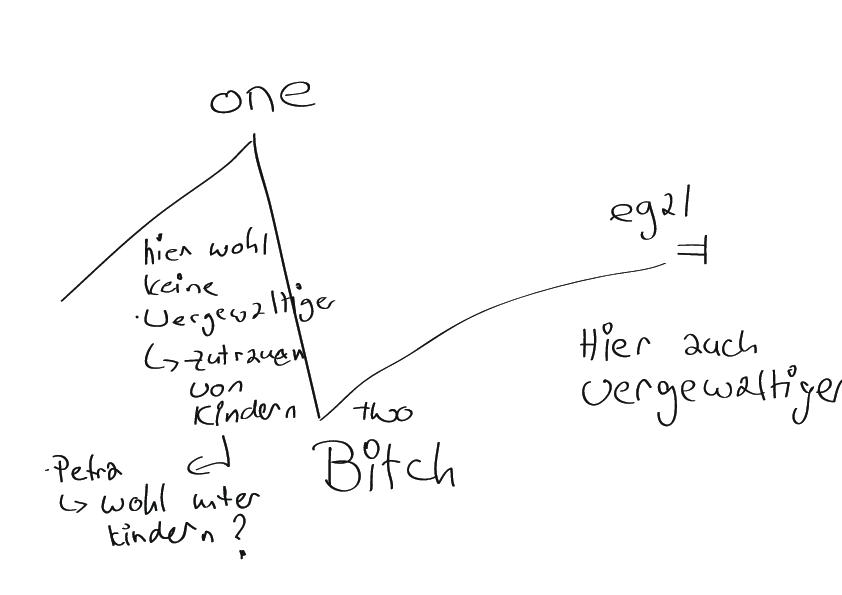 one
egal
hier wohl
keine
·Vergewaltiger
↳ zutrauen
von
Kindern
two
Bitch
Hier auch
vergewaltiger
·Petra
↳ wohl unter
kindern?